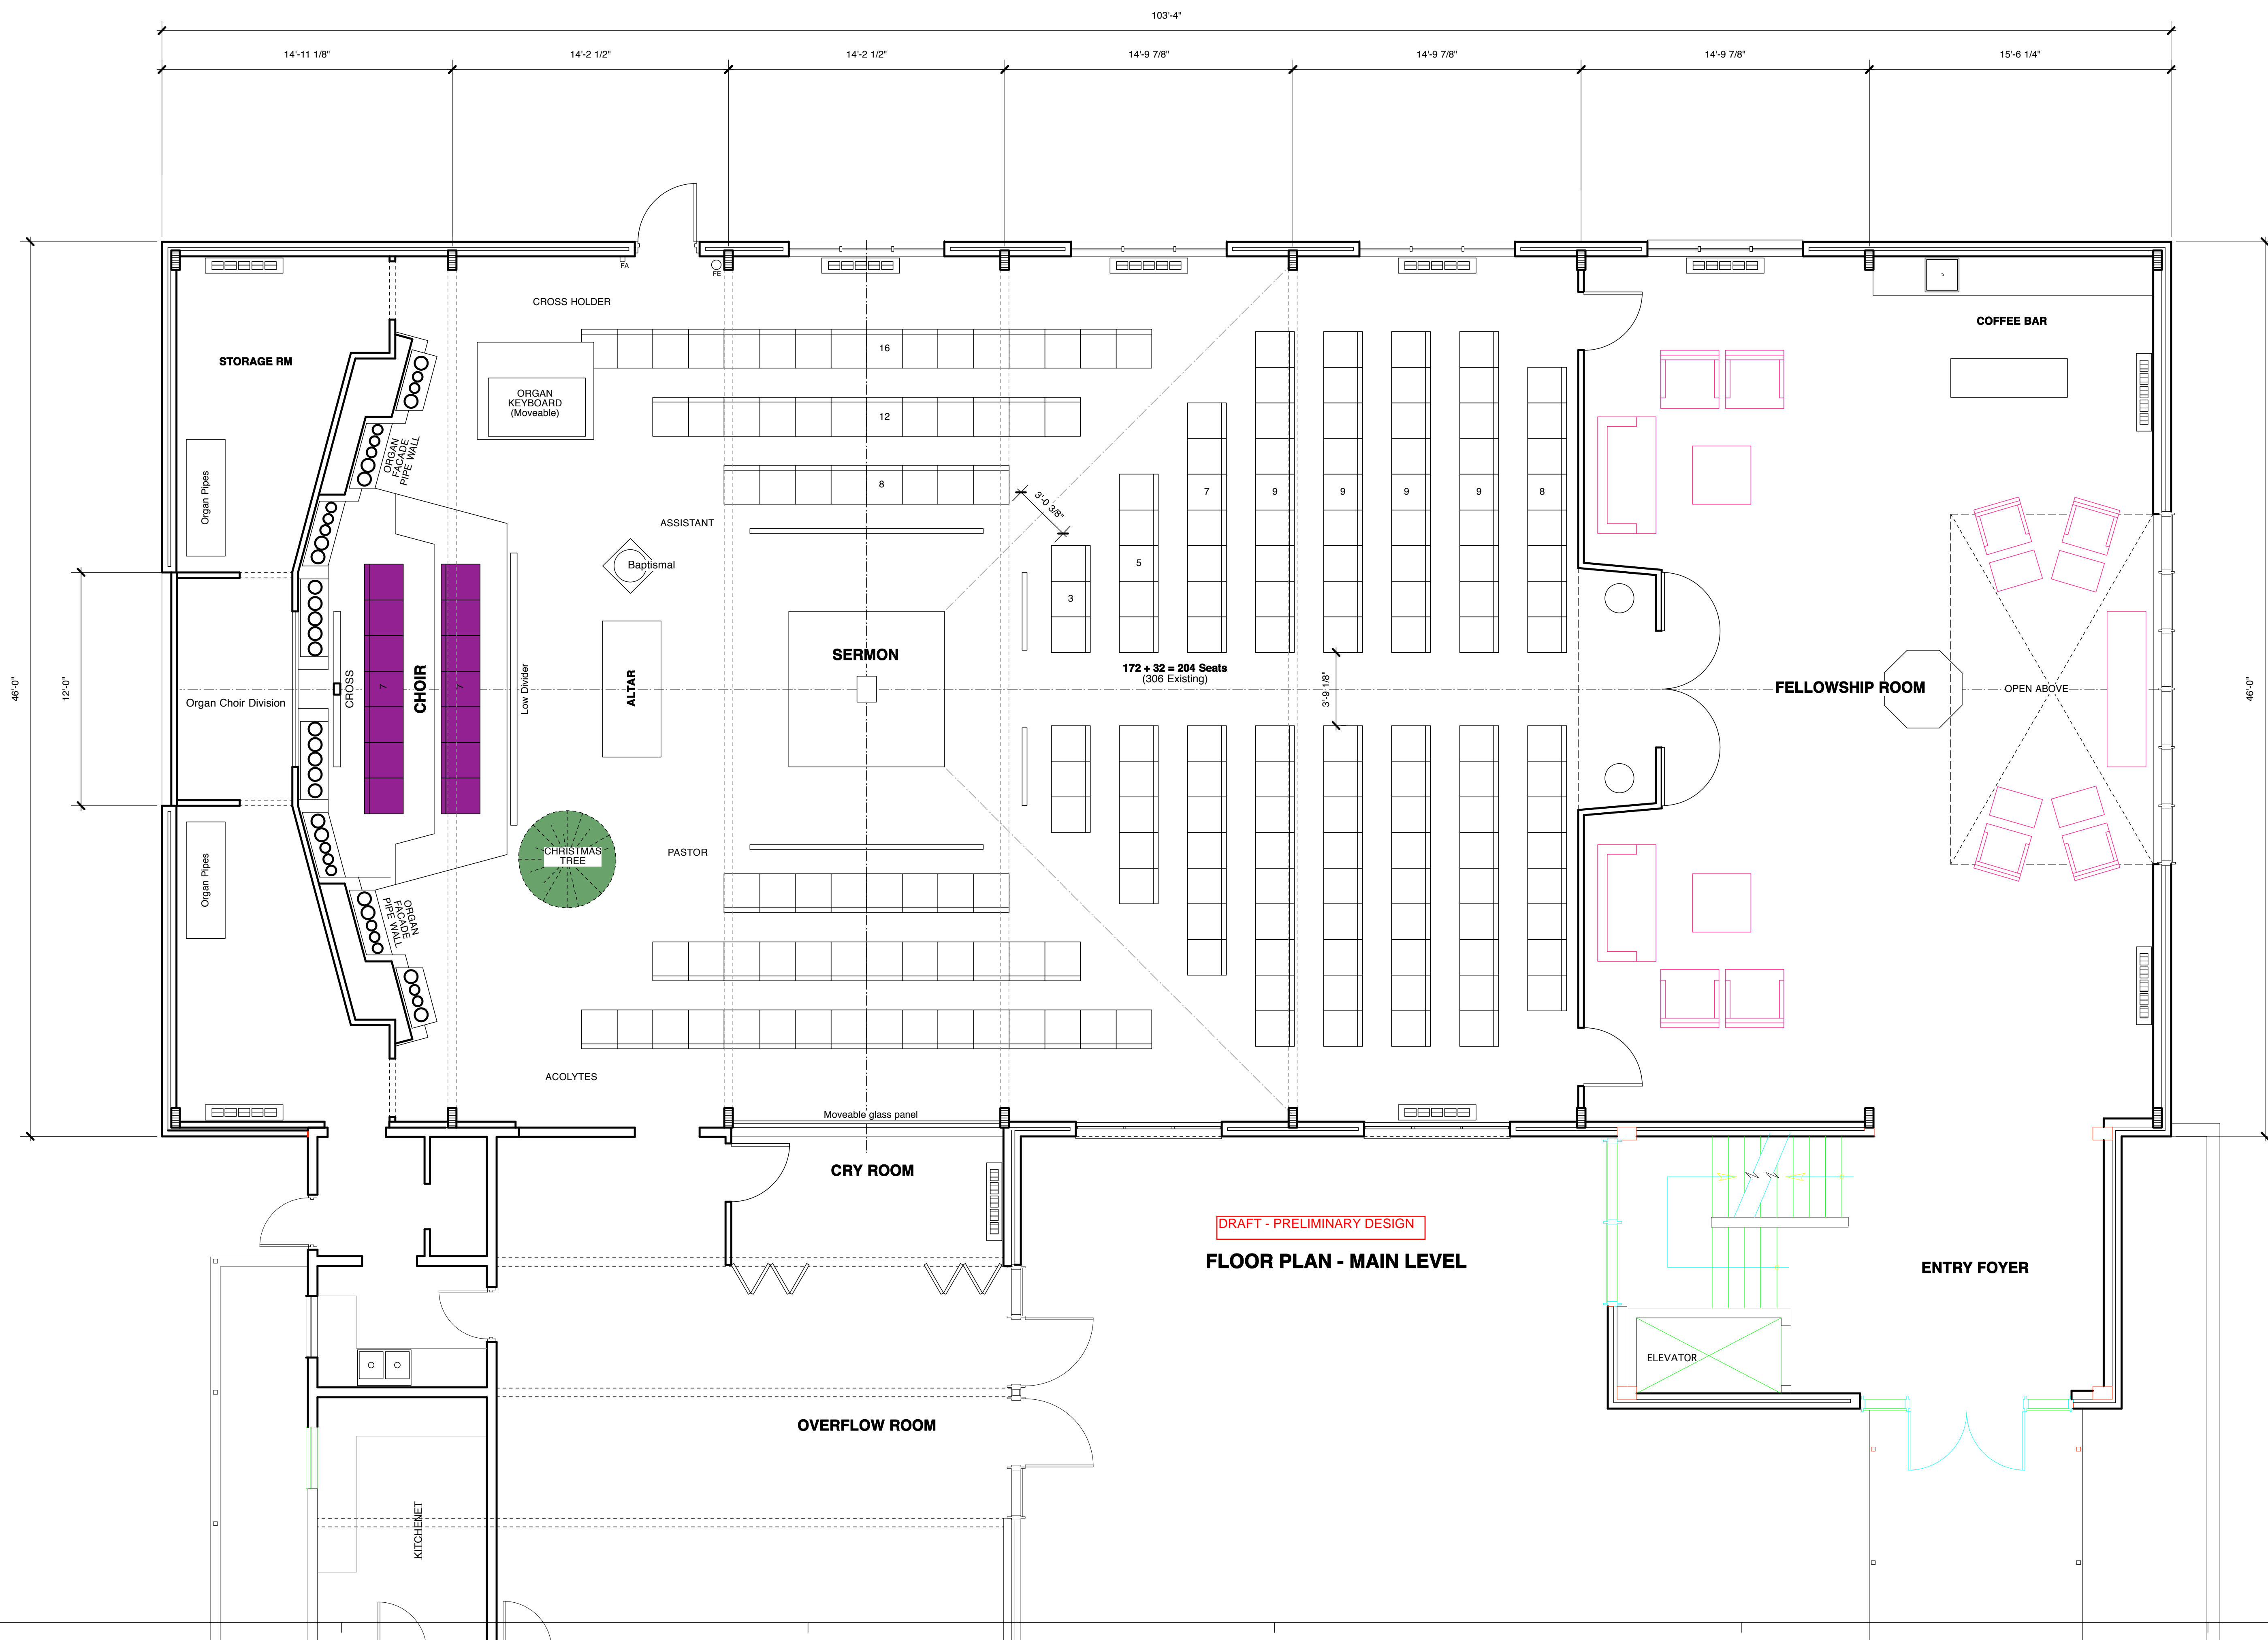 103'-4"
14'-11 1/8"
14'-2 1/2"
14'-2 1/2"
14'-9 7/8"
14'-9 7/8"
14'-9 7/8"
15'-6 1/4"
46'-0"
12'-0"
46'-0"
FA
FE
CROSS HOLDER
STORAGE RM
COFFEE BAR
16
ORGAN
KEYBOARD
(Moveable)
12
ORGAN
FACADE
PIPE WALL
Organ Pipes
8
3'-0 3/8"
7
9
9
9
9
8
ASSISTANT
Baptismal
5
3
SERMON
172 + 32 = 204 Seats
(306 Existing)
3'-9 1/8"
7
7
CROSS
CHOIR
Low Divider
ALTAR
Organ Choir Division
FELLOWSHIP ROOM
OPEN ABOVE
CHRISTMAS
TREE
PASTOR
Organ Pipes
ORGAN
FACADE
PIPE WALL
ACOLYTES
Moveable glass panel
CRY ROOM
DRAFT - PRELIMINARY DESIGN
FLOOR PLAN - MAIN LEVEL
ENTRY FOYER
ELEVATOR
OVERFLOW ROOM
KITCHENET